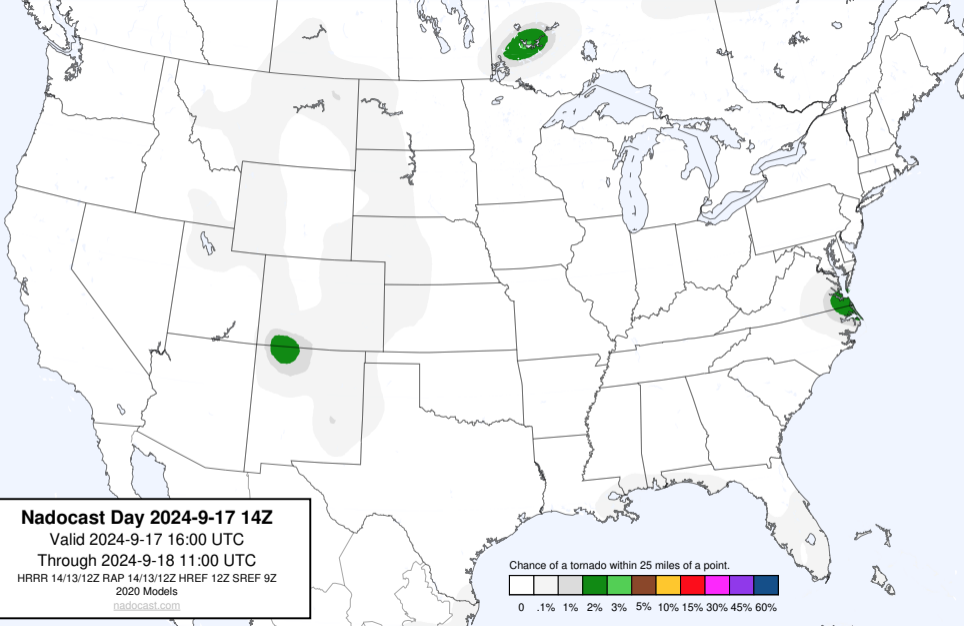 Nadocast Day 2024-9-17 14Z
Valid 2024-9-17 16:00 UTC
Through 2024-9-18 11:00 UTC
HRRR 14/13/12Z RAP 14/13/12Z HREF 12Z SREF 9Z
2020 Models
nadocast.com
Chance of a tornado within 25 miles of a point.
0 .1% 1% 2% 3% 5% 10% 15% 30% 45% 60%